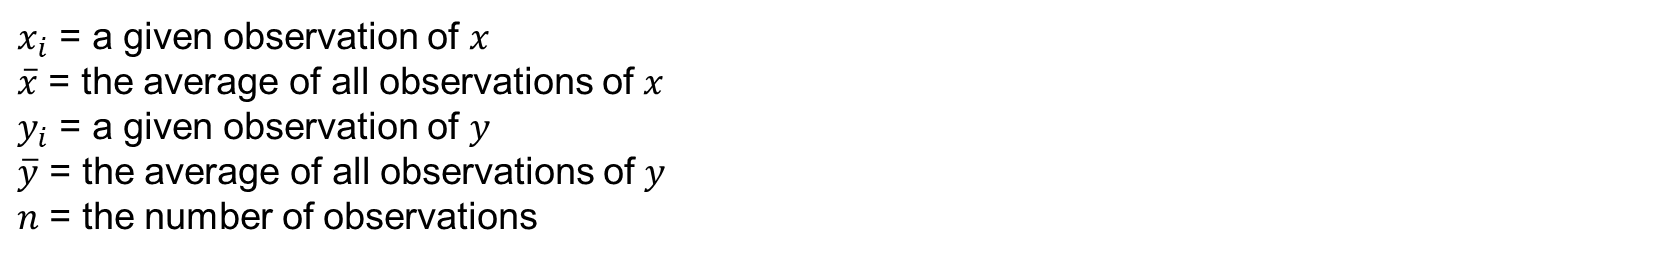 𝑥ᵢ = a given observation of 𝑥
x̄ = the average of all observations of 𝑥
𝑦ᵢ = a given observation of 𝑦
ȳ = the average of all observations of 𝑦
𝑛 = the number of observations